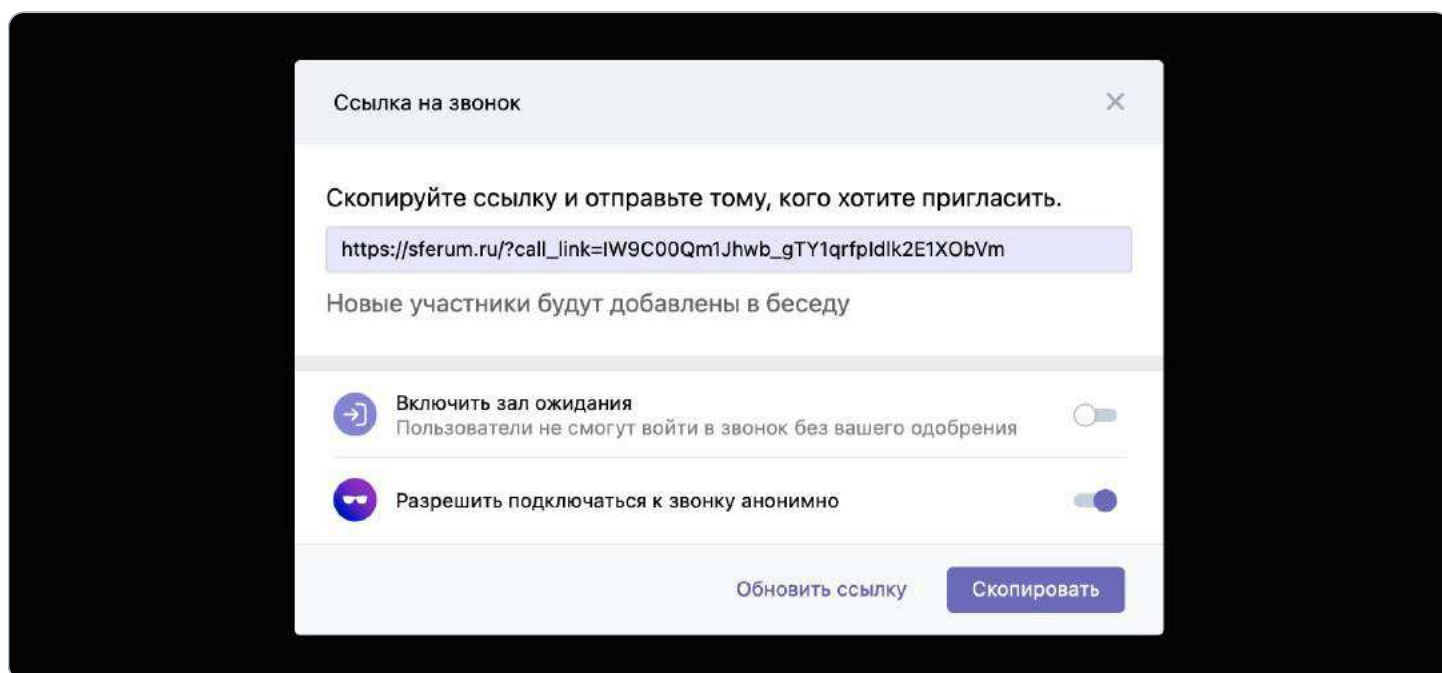 Ссылка на звонок
Скопируйте ссылку и отправьте тому, кого хотите пригласить.
https://sferum.ru/?call_link=IW9C00Qm1Jhwb_gTY1qrfpIdlk2E1XObVm
Новые участники будут добавлены в беседу
Включить зал ожидания
Пользователи не смогут войти в звонок без вашего одобрения
Разрешить подключаться к звонку анонимно
Обновить ссылку
Скопировать